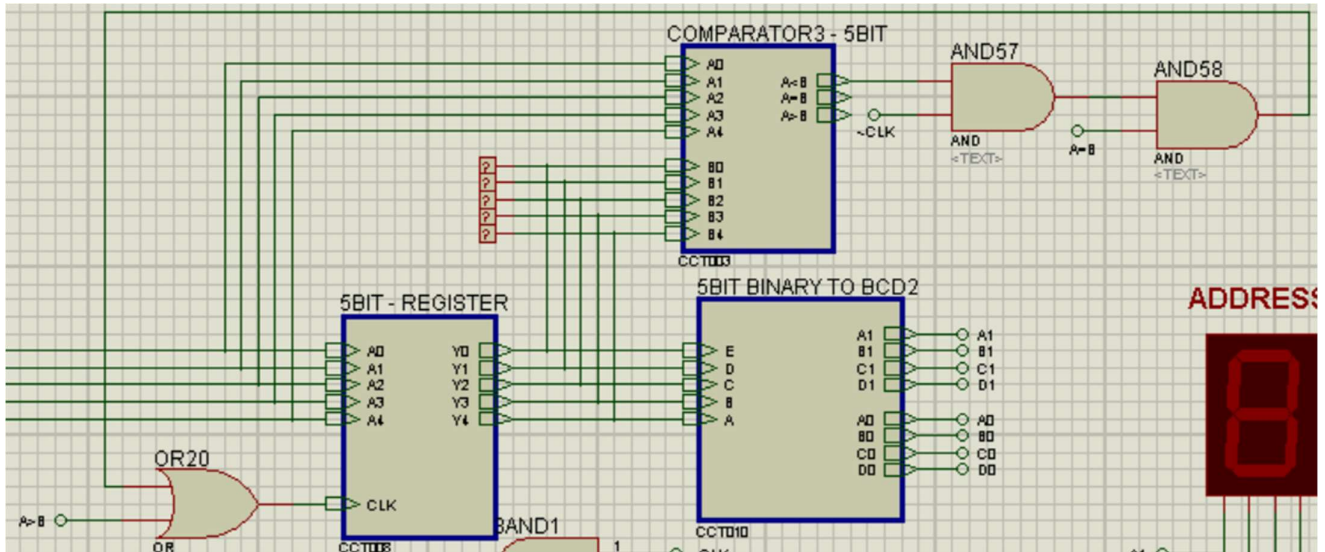 COMPARATOR3 - 5BIT
AND57
AND58
A0
A1
A2
A3
A4
A<B
A=B
A>B
~CLK
AND
<TEXT>
A=B
AND
<TEXT>
?
?
?
?
?
B0
B1
B2
B3
B4
CCT003
5BIT - REGISTER
5BIT BINARY TO BCD2
ADDRESS
A0
A1
A2
A3
A4
Y0
Y1
Y2
Y3
Y4
E
D
C
B
A
A1
B1
C1
D1
A0
B0
C0
D0
A1
B1
C1
D1
A0
B0
C0
D0
8
OR20
A>B
CLK
OR
CCT008
BAND1
1
CCT010